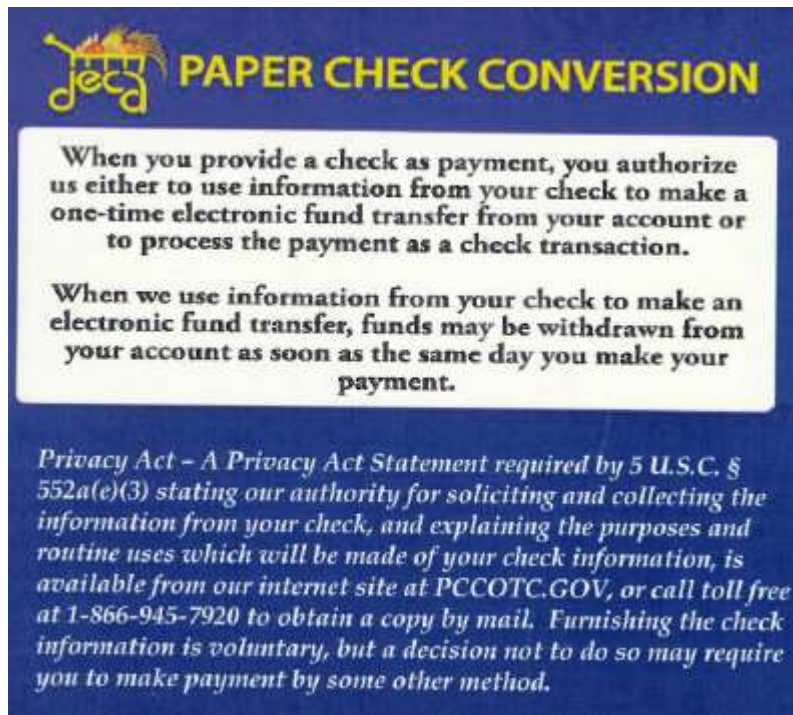 jeca PAPER CHECK CONVERSION
When you provide a check as payment, you authorize
us either to use information from your check to make a
one-time electronic fund transfer from your account or
to process the payment as a check transaction.
When we use information from your check to make an
electronic fund transfer, funds may be withdrawn from
your account as soon as the same day you make your
payment.
Privacy Act – A Privacy Act Statement required by 5 U.S.C. §
552a(e)(3) stating our authority for soliciting and collecting the
information from your check, and explaining the purposes and
routine uses which will be made of your check information, is
available from our internet site at PCCOTC.GOV, or call toll free
at 1-866-945-7920 to obtain a copy by mail. Furnishing the check
information is voluntary, but a decision not to do so may require
you to make payment by some other method.